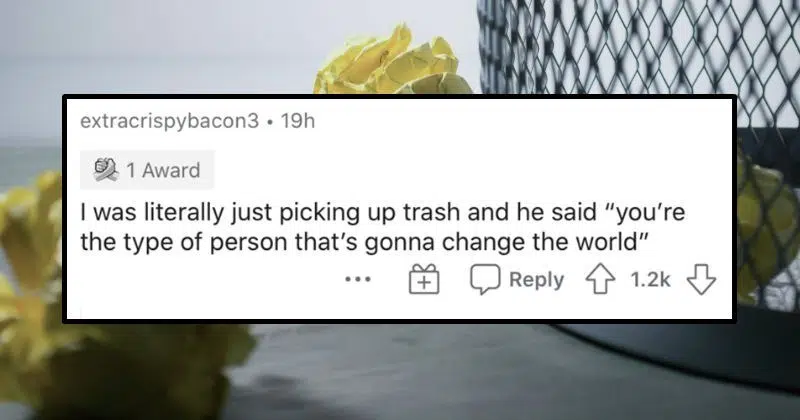 extracrispybacon3 • 19h
1 Award
I was literally just picking up trash and he said “you’re
the type of person that’s gonna change the world”
Reply 1.2k